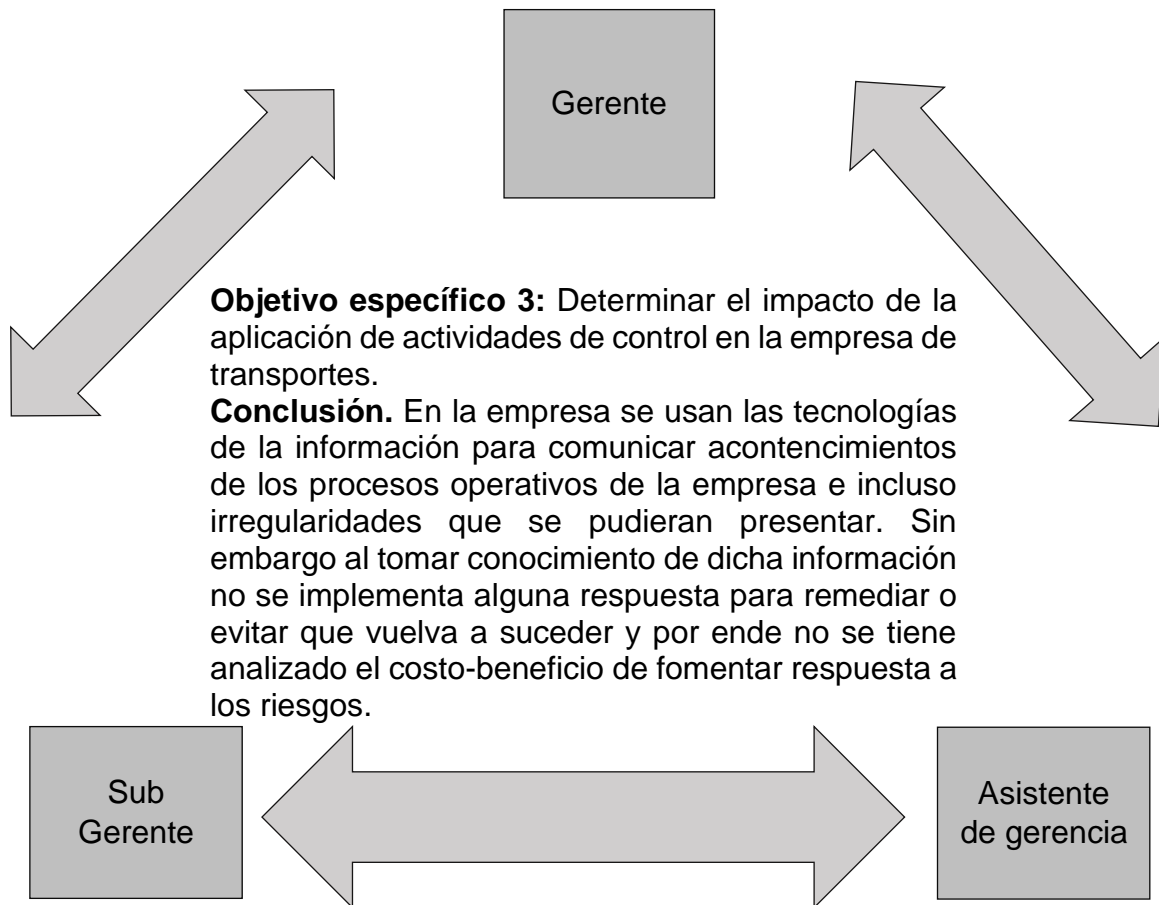 Gerente
Objetivo específico 3: Determinar el impacto de la
aplicación de actividades de control en la empresa de
transportes.
Conclusión. En la empresa se usan las tecnologías
de la información para comunicar acontencimientos
de los procesos operativos de la empresa e incluso
irregularidades que se pudieran presentar. Sin
embargo al tomar conocimiento de dicha información
no se implementa alguna respuesta para remediar o
evitar que vuelva a suceder y por ende no se tiene
analizado el costo-beneficio de fomentar respuesta a
los riesgos.
Sub
Gerente
Asistente
de gerencia